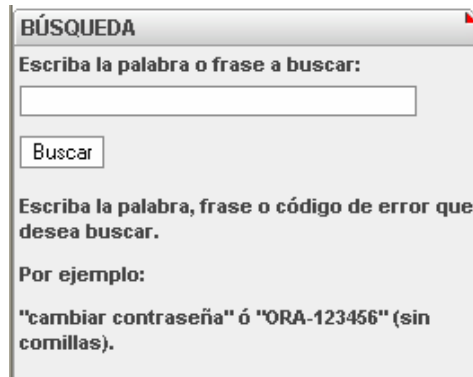 BÚSQUEDA
Escriba la palabra o frase a buscar:
Buscar
Escriba la palabra, frase o código de error que
desea buscar.
Por ejemplo:
"cambiar contraseña" ó "ORA-123456" (sin
comillas).